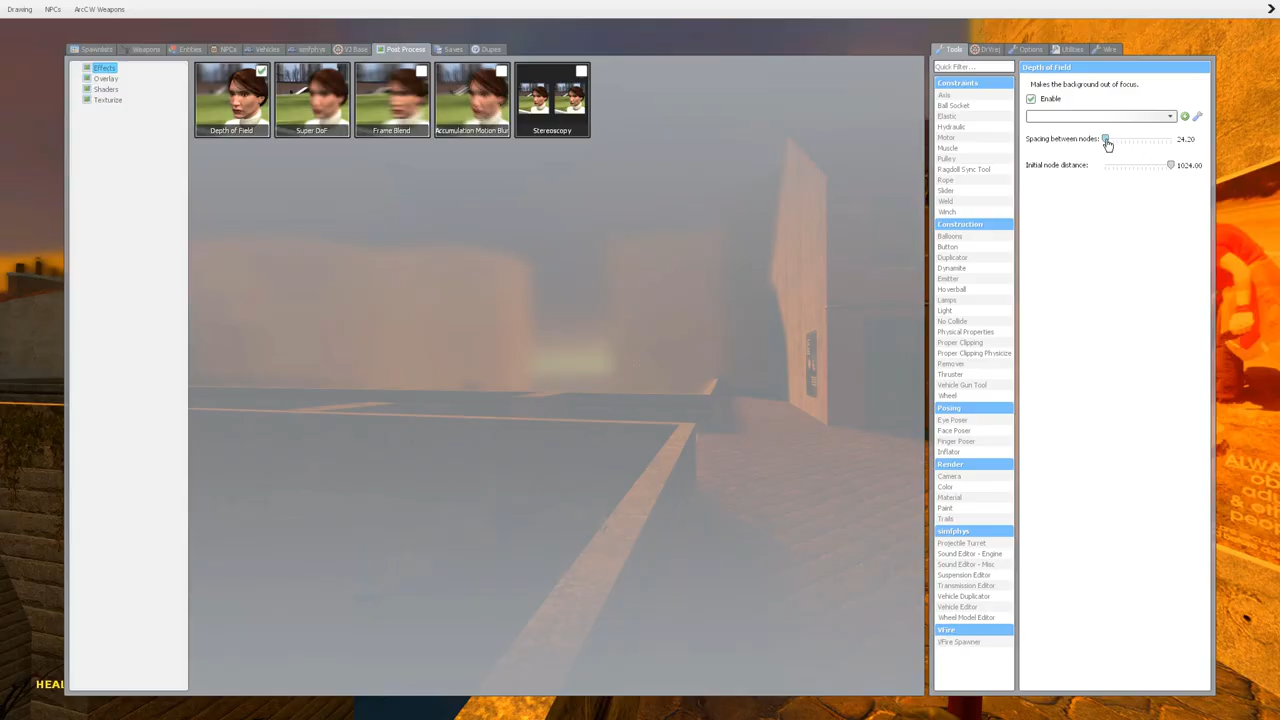 Drawing NPCs ArcCW Weapons
Spawnlists Weapons Entities NPCs Vehicles simfphys VJ Base Post Process Saves Dupes
Effects
Overlay
Shaders
Texturize
Depth of Field Super DoF Frame Blend Accumulation Motion Blur Stereoscopy
Tools DrVrej Options Utilities Wire
Quick Filter...
Constraints
Axis
Ball Socket
Elastic
Hydraulic
Motor
Muscle
Pulley
Ragdoll Sync Tool
Rope
Slider
Weld
Winch
Construction
Balloons
Button
Duplicator
Dynamite
Emitter
Hoverball
Lamps
Light
No Collide
Physical Properties
Proper Clipping
Proper Clipping Physicize
Remover
Thruster
Vehicle Gun Tool
Wheel
Posing
Eye Poser
Face Poser
Finger Poser
Inflator
Render
Camera
Color
Material
Paint
Trails
simfphys
Projectile Turret
Sound Editor - Engine
Sound Editor - Misc
Suspension Editor
Transmission Editor
Vehicle Duplicator
Vehicle Editor
Wheel Model Editor
VFire
VFire Spawner
Depth of Field
Makes the background out of focus.
Enable
Spacing between nodes: 24.20
Initial node distance: 1024.00
ALWA
ob
ad
&
peo
HEAL